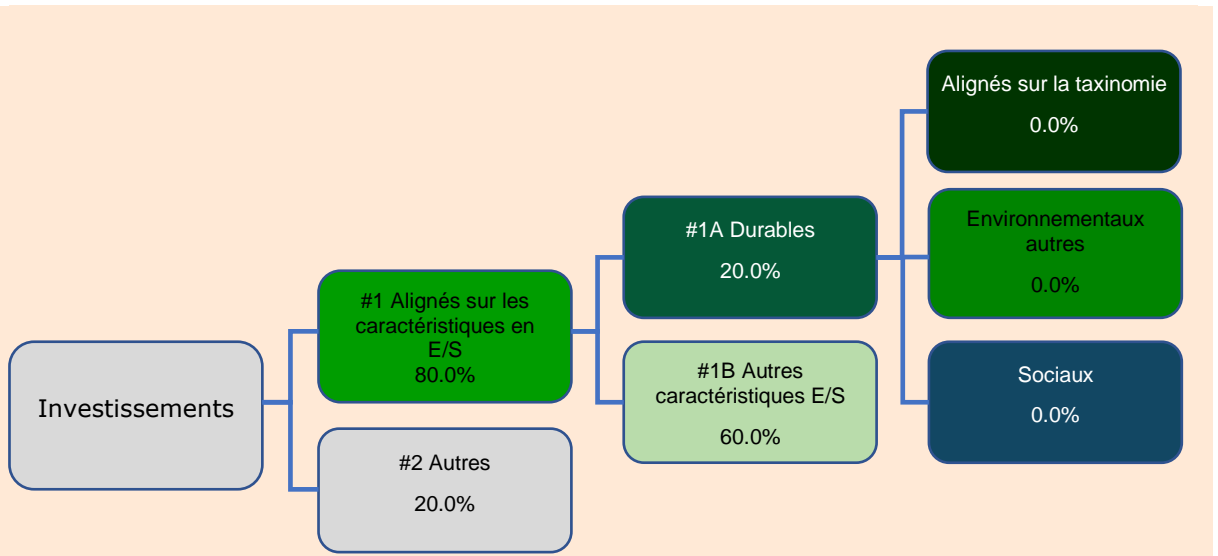 Investissements
#1 Alignés sur les
caractéristiques en
E/S
80.0%
#2 Autres
20.0%
#1A Durables
20.0%
#1B Autres
caractéristiques E/S
60.0%
Alignés sur la taxinomie
0.0%
Environnementaux
autres
0.0%
Sociaux
0.0%